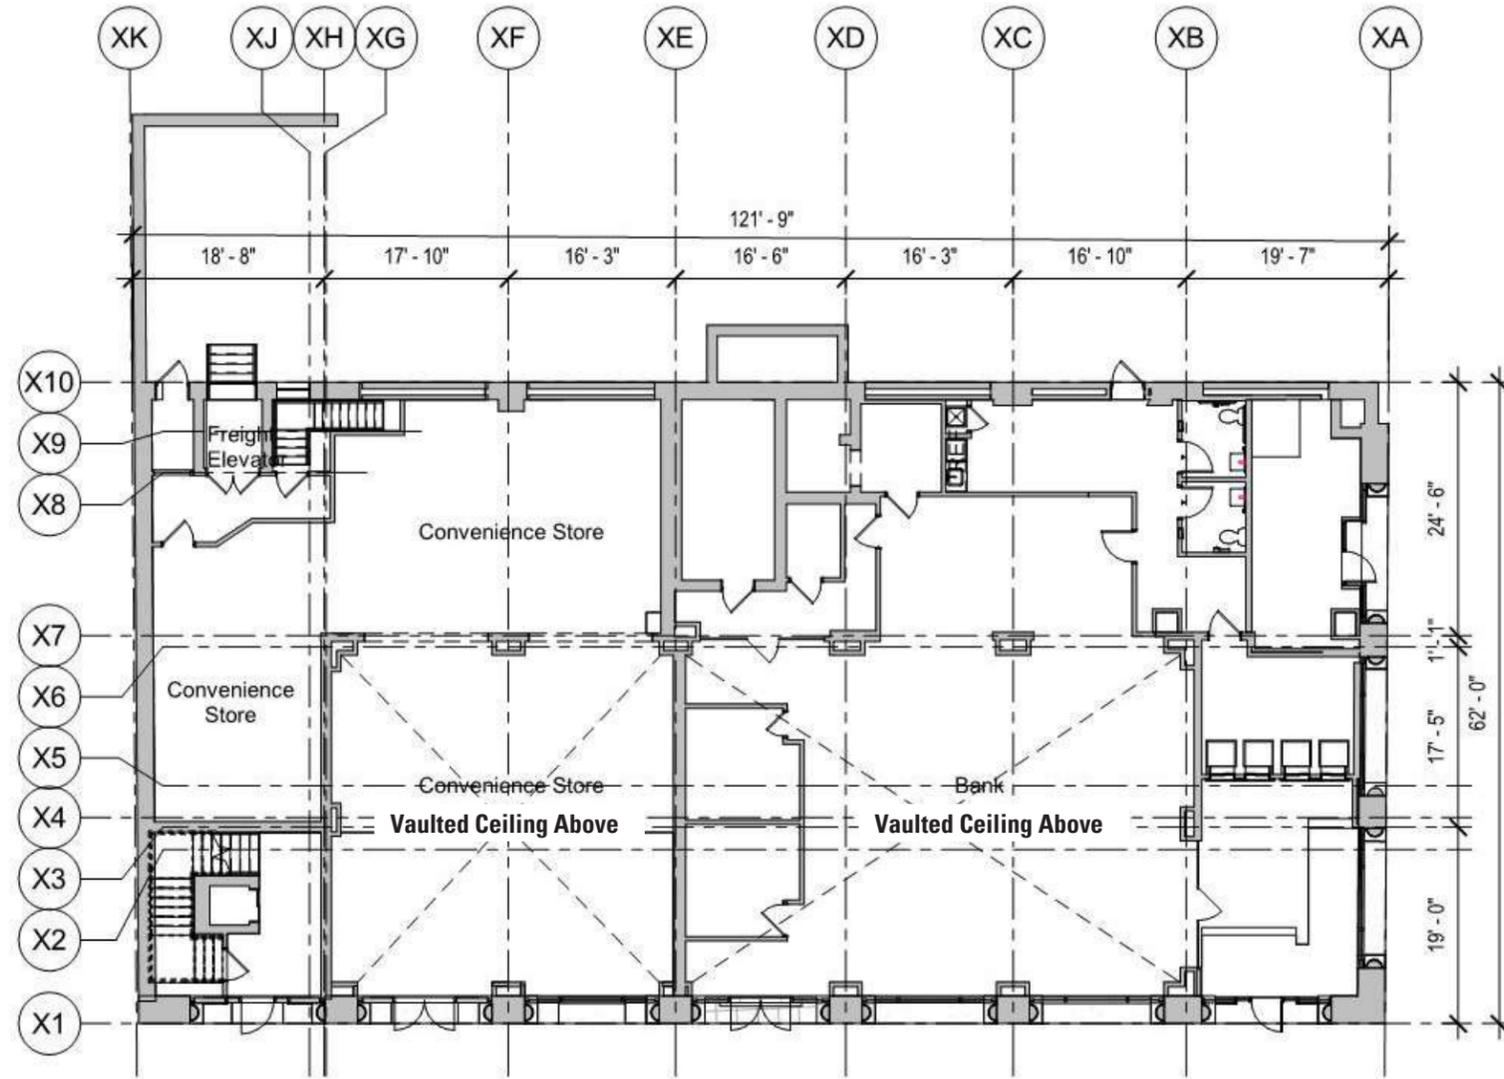 XK XJ XH XG XF XE XD XC XB XA
121' - 9"
18' - 8" 17' - 10" 16' - 3" 16' - 6" 16' - 3" 16' - 10" 19' - 7"
X10
X9
Freight
Elevator
X8
24' - 6"
Convenience Store
X7
1' - 1"
X6
Convenience
Store
62' - 0"
17' - 5"
X5
Convenience Store
Bank
X4
Vaulted Ceiling Above
Vaulted Ceiling Above
X3
X2
19' - 0"
X1